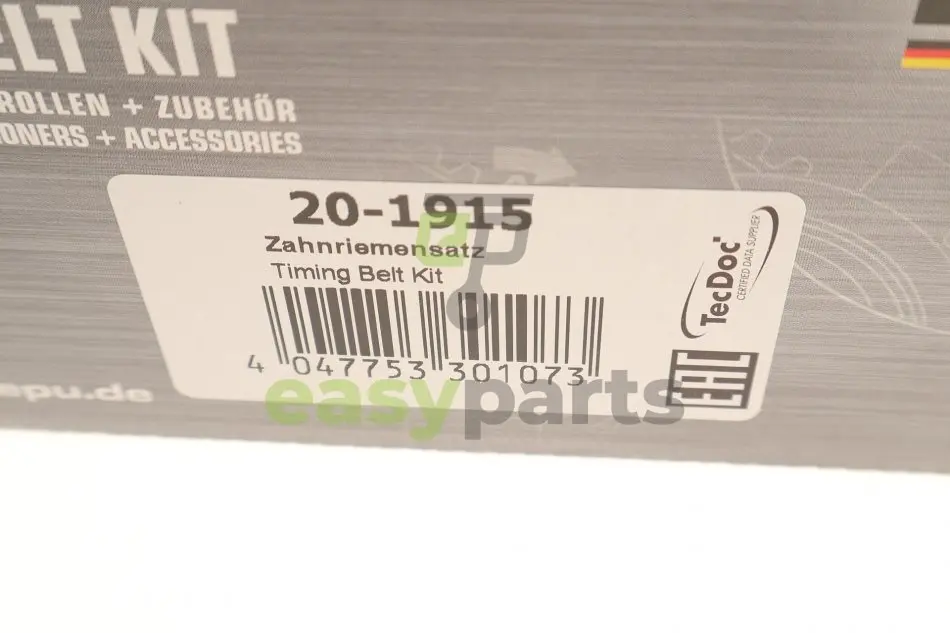 ELT KIT
ROLLEN + ZUBEHÖR
ONERS + ACCESSORIES
20-1915
Zahnriemensatz
Timing Belt Kit
4 047753 301073
TecDoc
CERTIFIED DATA SUPPLIER
EAC
epu.de
easyparts